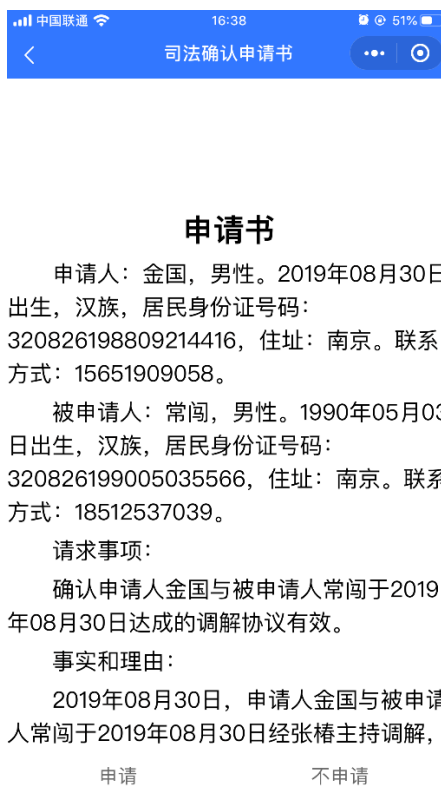 中国联通 16:38 51%
司法确认申请书
申请书
申请人：金国，男性。2019年08月30日
出生，汉族，居民身份证号码：
320826198809214416，住址：南京。联系
方式：15651909058。
被申请人：常闯，男性。1990年05月03
日出生，汉族，居民身份证号码：
320826199005035566，住址：南京。联系
方式：18512537039。
请求事项：
确认申请人金国与被申请人常闯于2019
年08月30日达成的调解协议有效。
事实和理由：
2019年08月30日，申请人金国与被申请
人常闯于2019年08月30日经张椿主持调解，
申请 不申请